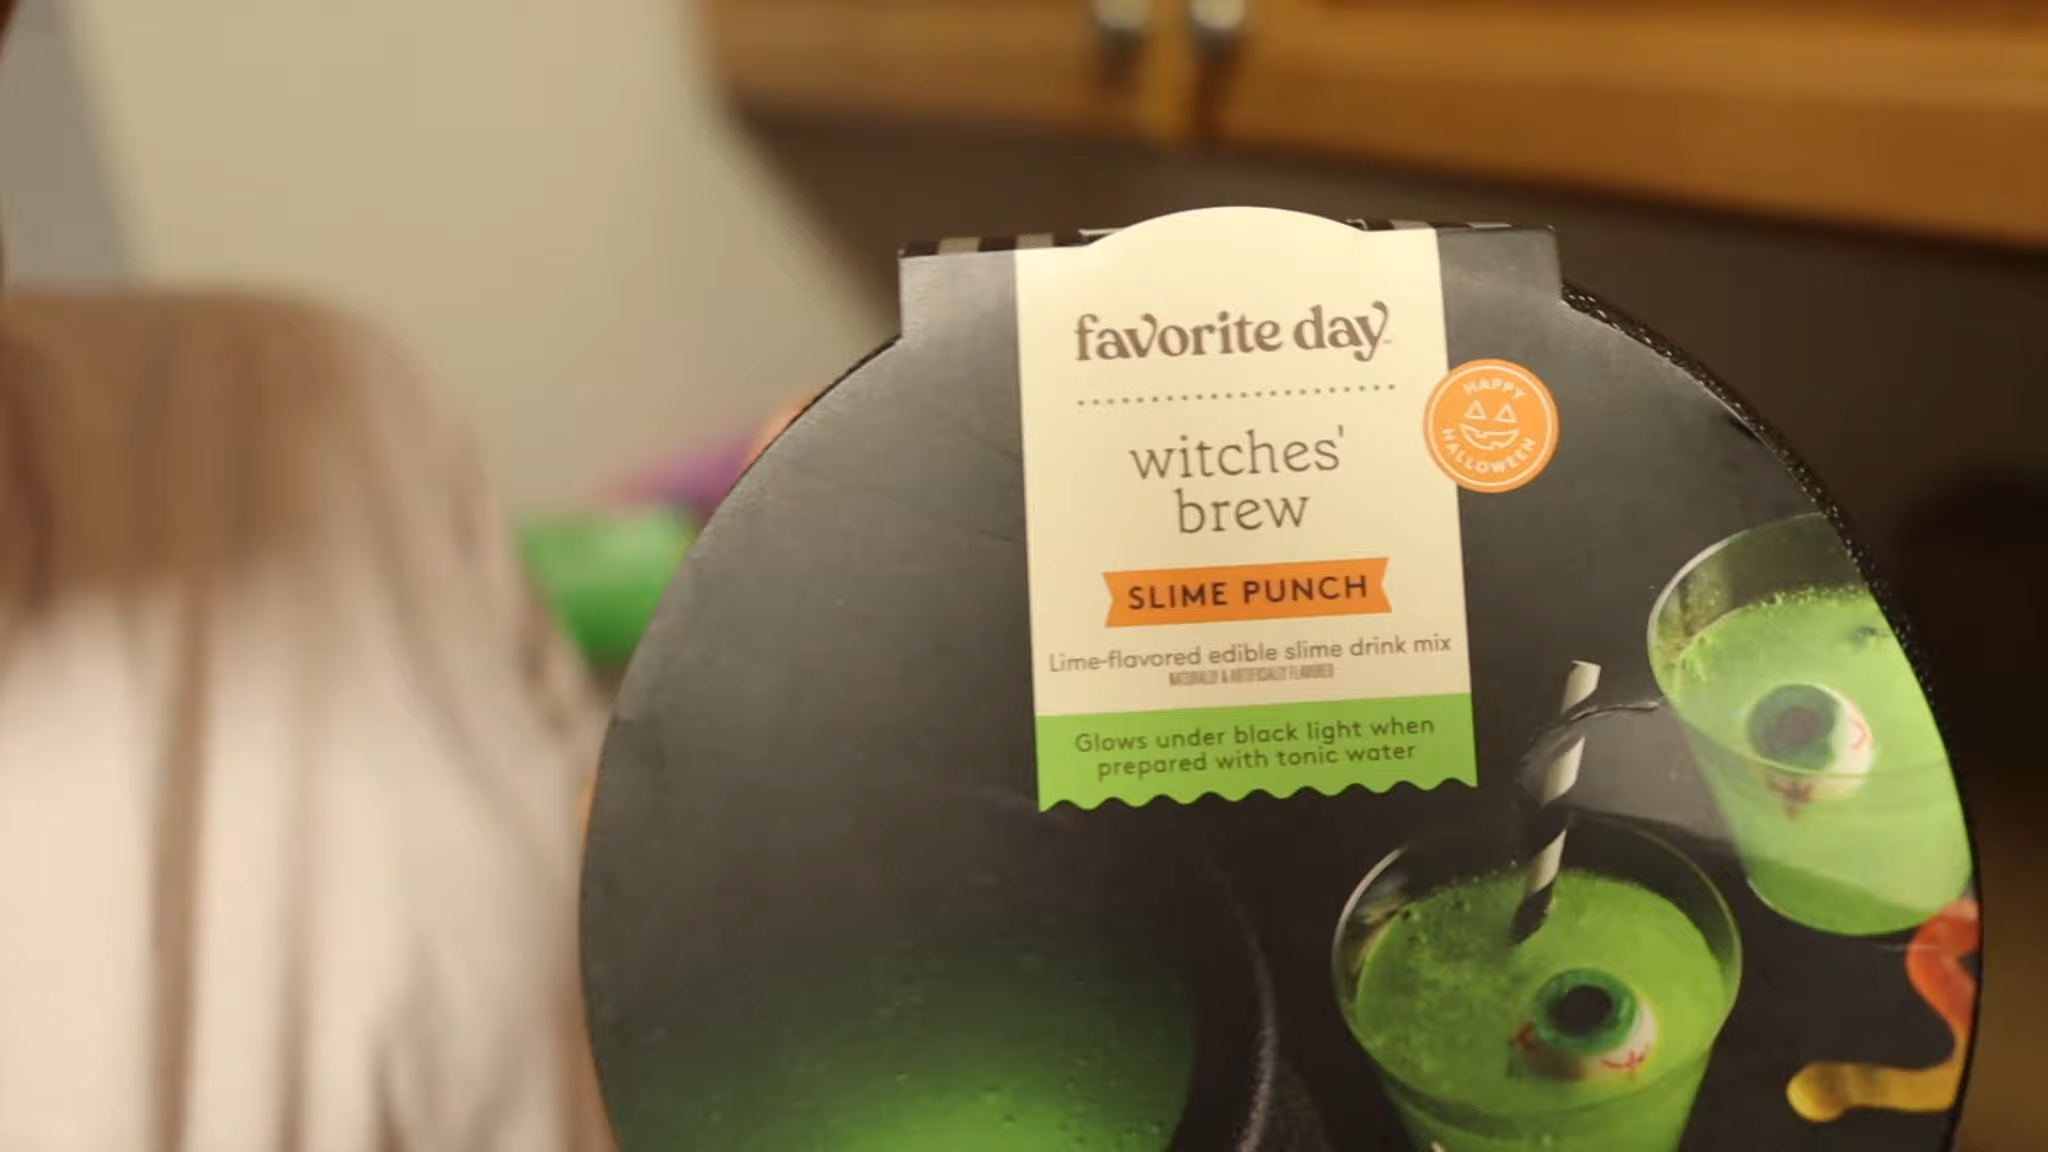 favorite day
HAPPY
HALLOWEEN
witches'
brew
SLIME PUNCH
Lime-flavored edible slime drink mix
NATURALLY & ARTIFICIALLY FLAVORED
Glows under black light when
prepared with tonic water